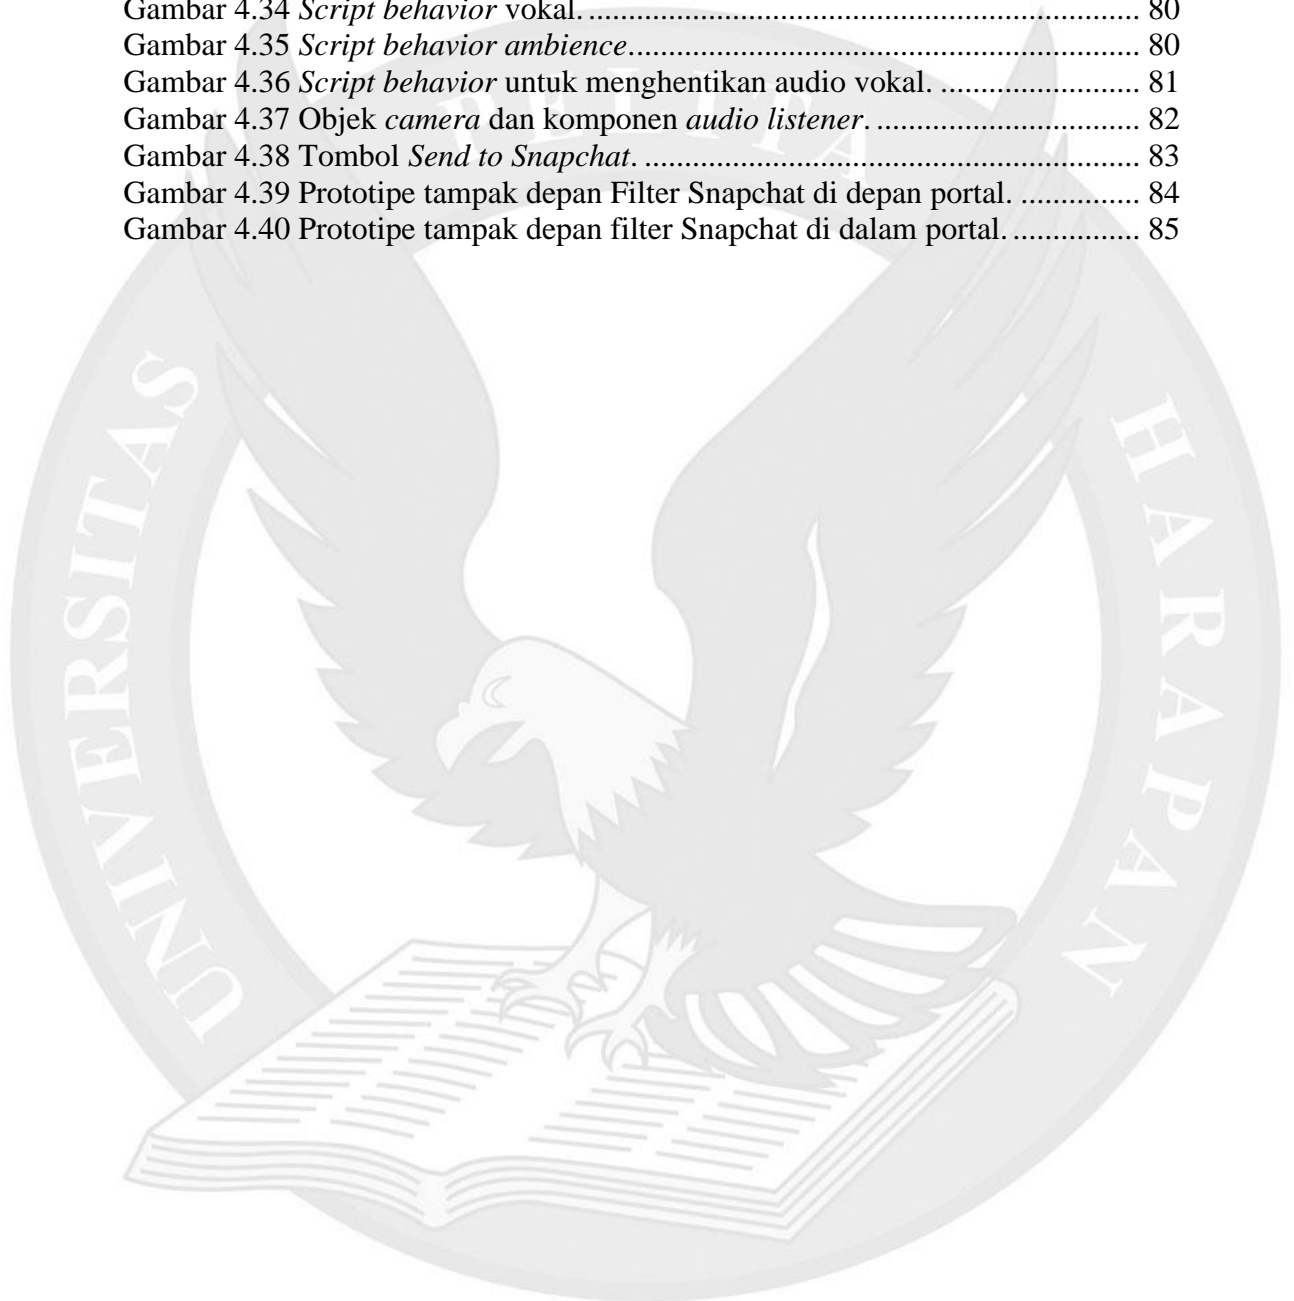 Gambar 4.34 Script behavior vokal. ..................................................................... 80
Gambar 4.35 Script behavior ambience................................................................ 80
Gambar 4.36 Script behavior untuk menghentikan audio vokal. ......................... 81
Gambar 4.37 Objek camera dan komponen audio listener. ................................. 82
Gambar 4.38 Tombol Send to Snapchat. .............................................................. 83
Gambar 4.39 Prototipe tampak depan Filter Snapchat di depan portal. ............... 84
Gambar 4.40 Prototipe tampak depan filter Snapchat di dalam portal. ................ 85
UNIVERSITAS
PELITA
HARAPAN